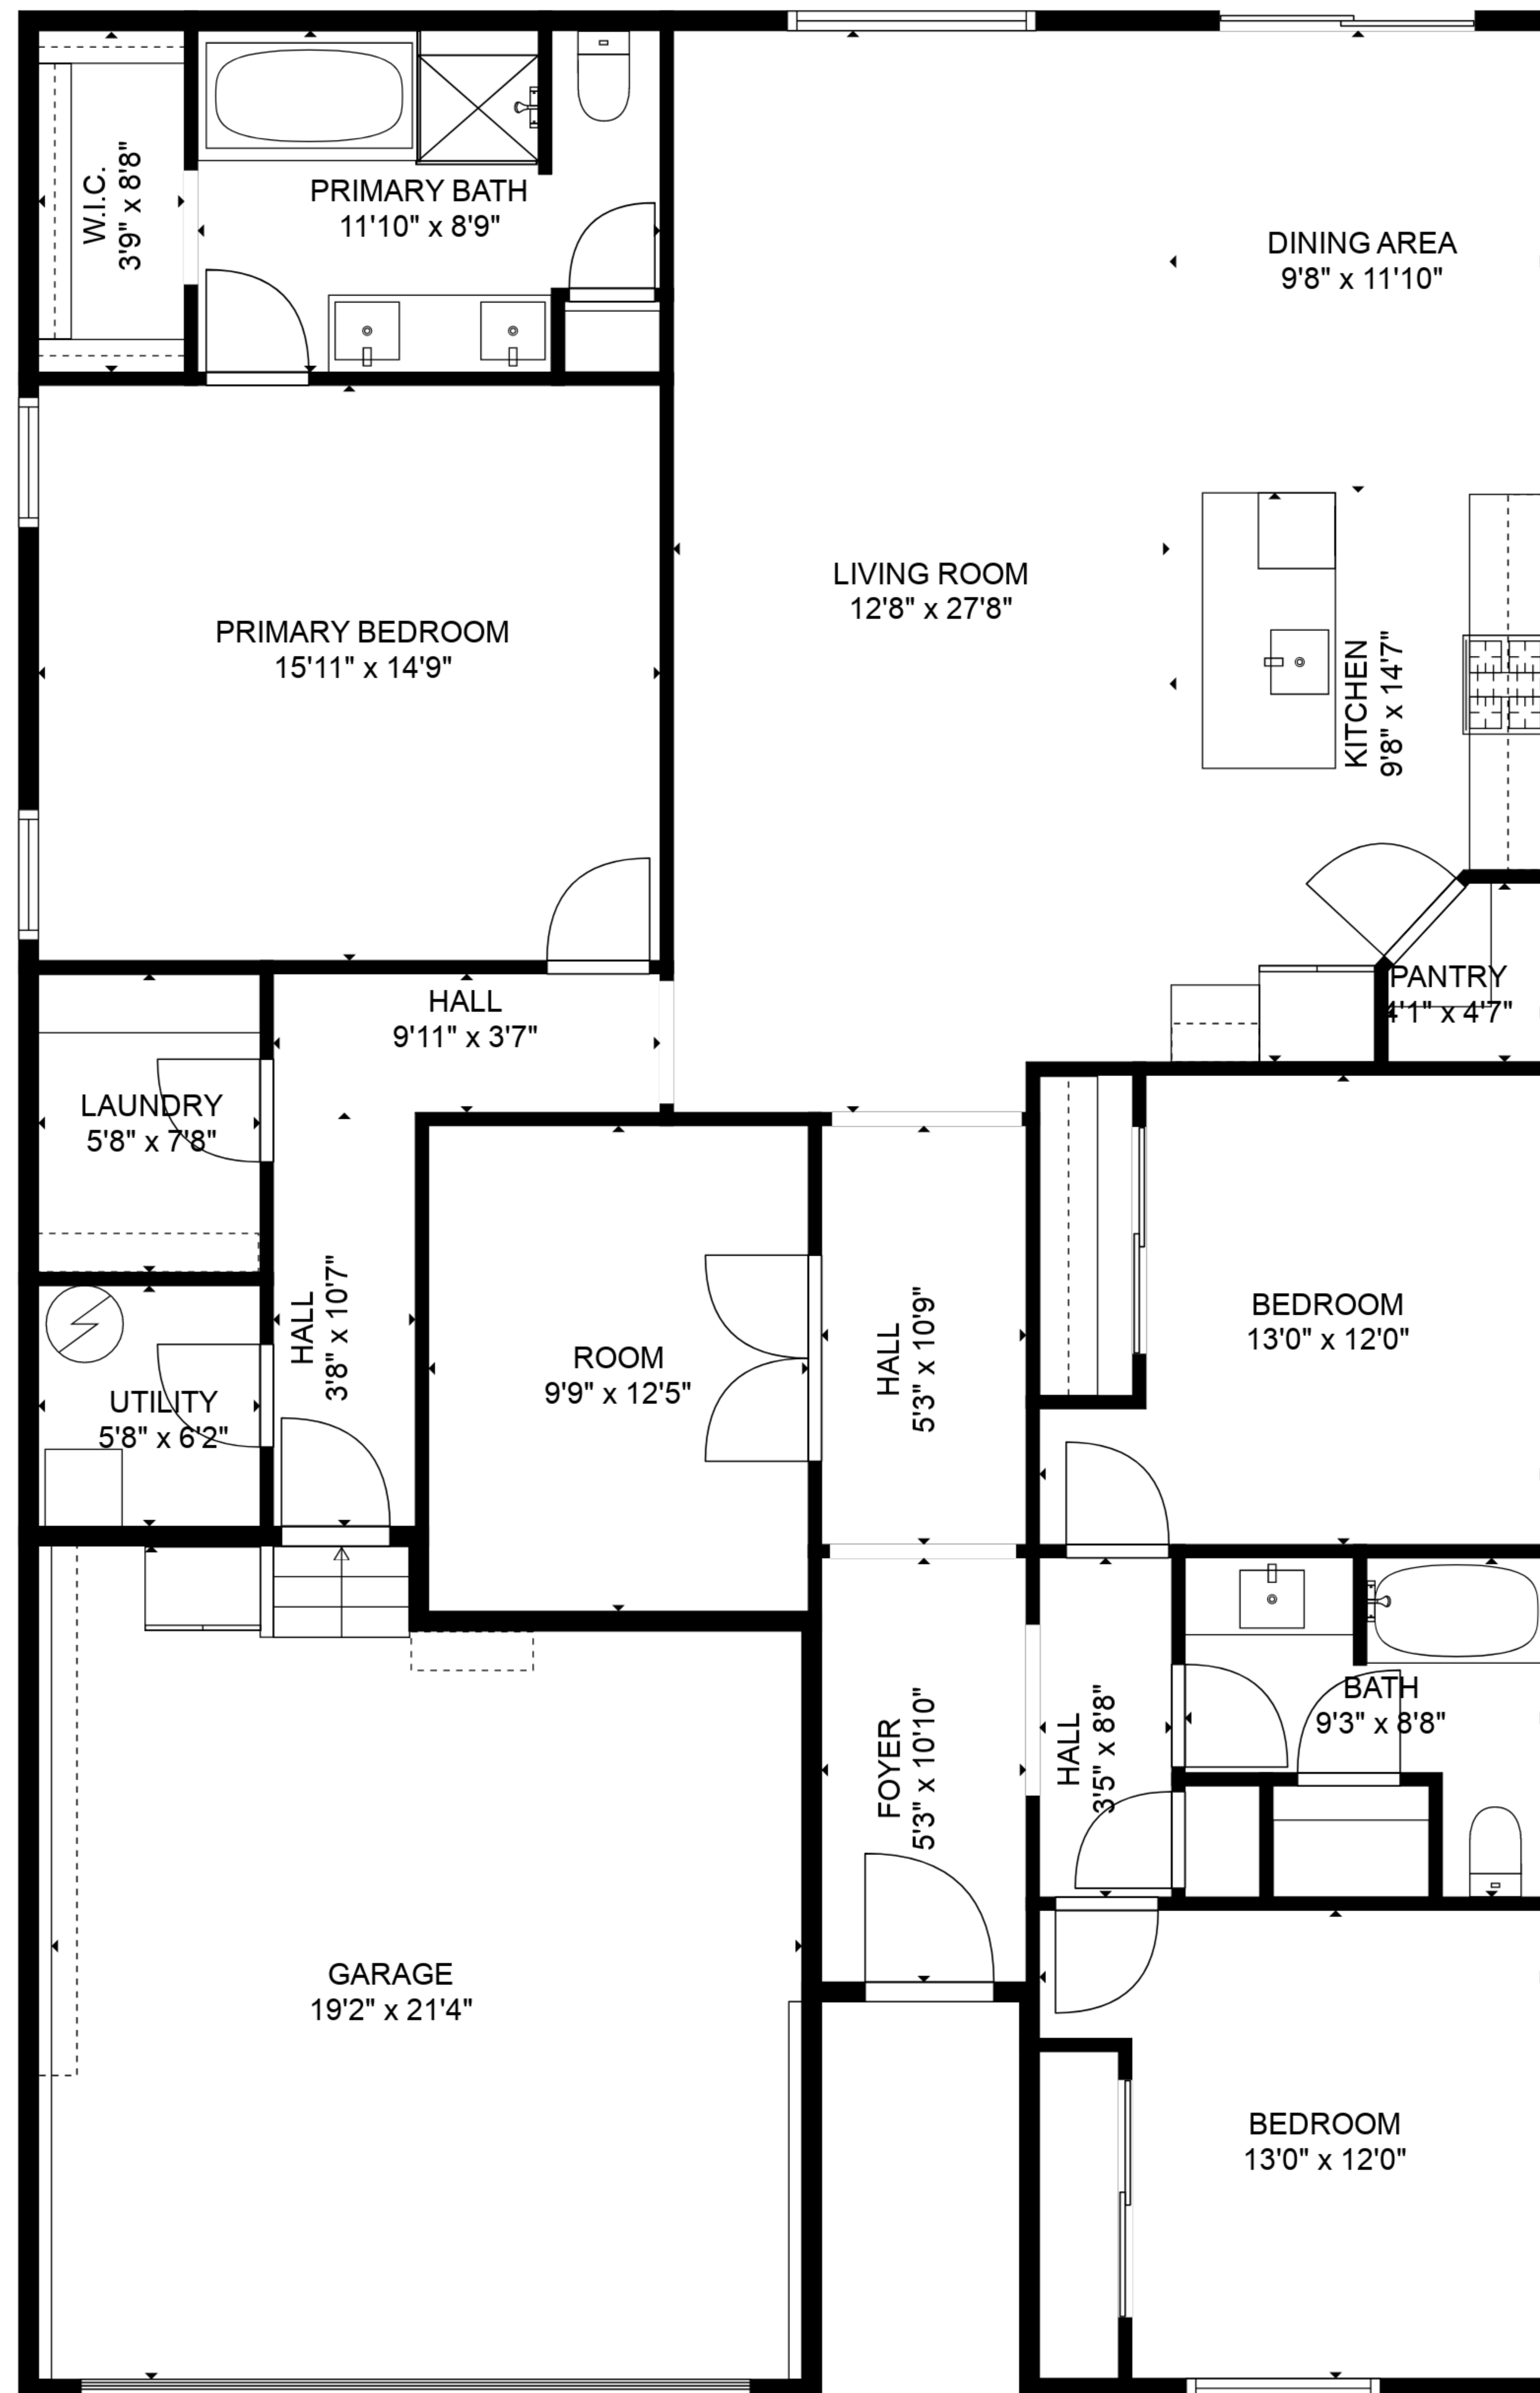 W.I.C.
3'9" x 8'8"
PRIMARY BATH
11'10" x 8'9"
DINING AREA
9'8" x 11'10"
LIVING ROOM
12'8" x 27'8"
PRIMARY BEDROOM
15'11" x 14'9"
KITCHEN
9'8" x 14'7"
PANTRY
4'1" x 4'7"
HALL
9'11" x 3'7"
LAUNDRY
5'8" x 7'8"
HALL
3'8" x 10'7"
ROOM
9'9" x 12'5"
HALL
5'3" x 10'9"
BEDROOM
13'0" x 12'0"
UTILITY
5'8" x 6'2"
FOYER
5'3" x 10'10"
HALL
3'5" x 8'8"
BATH
9'3" x 8'8"
GARAGE
19'2" x 21'4"
BEDROOM
13'0" x 12'0"